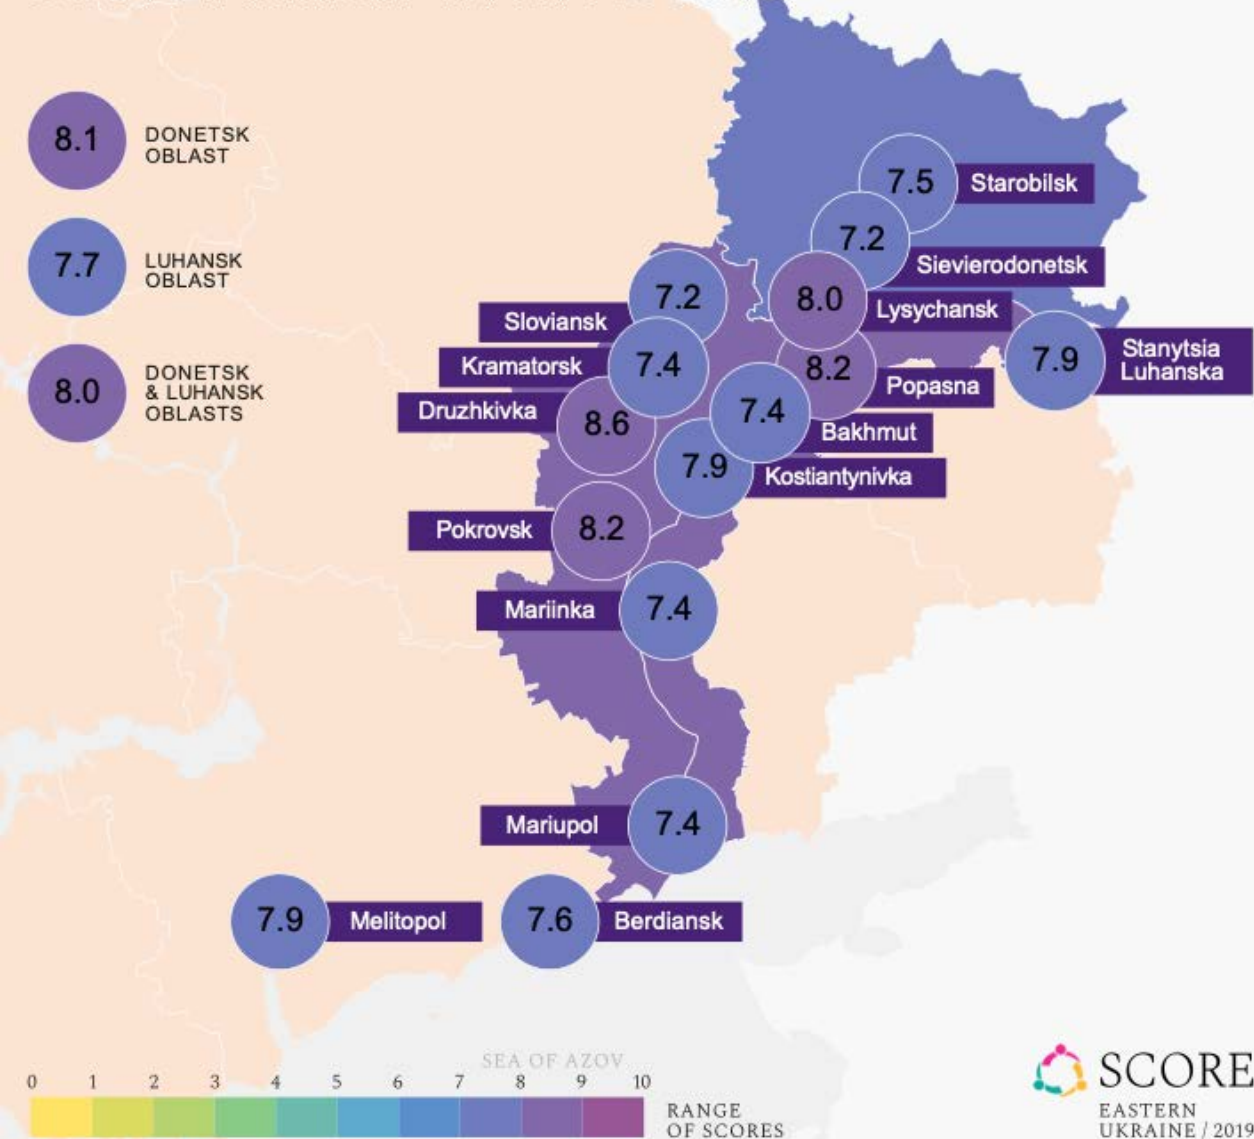 8.1
DONETSK
OBLAST
7.7
LUHANSK
OBLAST
8.0
DONETSK
& LUHANSK
OBLASTS
7.5
Starobilsk
7.2
Sievierodonetsk
7.2
Sloviansk
8.0
Lysychansk
7.9
Stanytsia
Luhanska
7.4
Kramatorsk
8.2
Popasna
8.6
Druzhkivka
7.4
Bakhmut
7.9
Kostiantynivka
Pokrovsk
8.2
Mariinka
7.4
Mariupol
7.4
7.9
Melitopol
7.6
Berdiansk
SEA OF AZOV
0 1 2 3 4 5 6 7 8 9 10
RANGE
OF SCORES
SCORE
EASTERN
UKRAINE / 2019